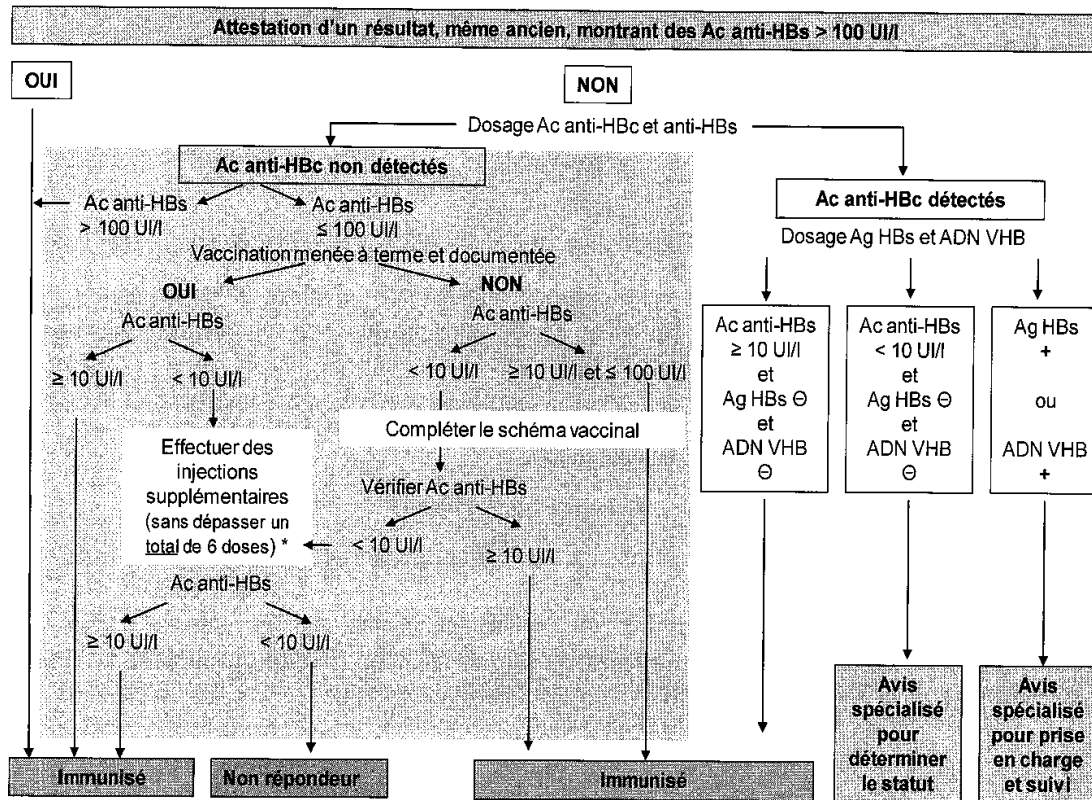 Attestation d'un résultat, même ancien, montrant des Ac anti-HBs > 100 UI/l
OUI
NON
Dosage Ac anti-HBc et anti-HBs
Ac anti-HBc non détectés
Ac anti-HBs
> 100 UI/l
Ac anti-HBs
≤ 100 UI/l
Vaccination menée à terme et documentée
OUI
Ac anti-HBs
≥ 10 UI/l
< 10 UI/l
NON
Ac anti-HBs
< 10 UI/l
≥ 10 UI/l et ≤ 100 UI/l
Effectuer des
injections
supplémentaires
(sans dépasser un
total de 6 doses) *
Compléter le schéma vaccinal
Vérifier Ac anti-HBs
< 10 UI/l
≥ 10 UI/l
Ac anti-HBs
≥ 10 UI/l
< 10 UI/l
Ac anti-HBc détectés
Dosage Ag HBs et ADN VHB
Ac anti-HBs
≥ 10 UI/l
et
Ag HBs Θ
et
ADN VHB
Θ
Ac anti-HBs
< 10 UI/l
et
Ag HBs Θ
et
ADN VHB
Θ
Ag HBs
+
ou
ADN VHB
+
Immunisé
Non répondeur
Immunisé
Avis
spécialisé
pour
déterminer
le statut
Avis
spécialisé
pour prise
en charge
et suivi